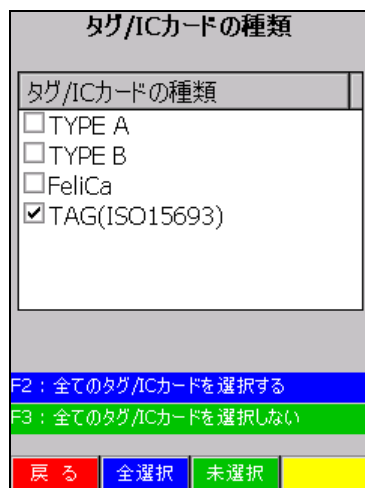 タグ/ICカードの種類
タグ/ICカードの種類
TYPE A
TYPE B
FeliCa
TAG(ISO15693)
F2：全てのタグ/ICカードを選択する
F3：全てのタグ/ICカードを選択しない
戻 る 全選択 未選択